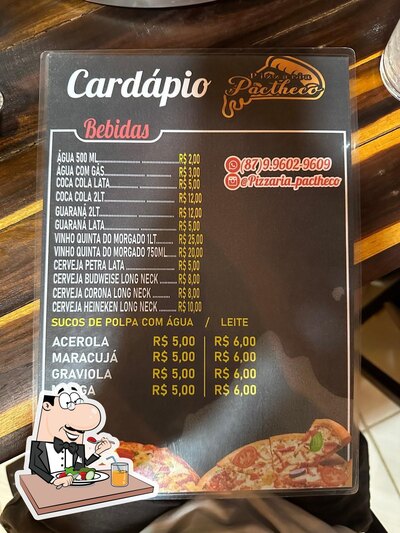 Cardápio
Pactheco
Bebidas
ÁGUA 500 ML R$ 2,00
ÁGUA COM GÁS R$ 3,00
COCA COLA LATA R$ 5,00
COCA COLA 2LT R$ 12,00
GUARANÁ 2LT R$ 12,00
GUARANÁ LATA R$ 5,00
VINHO QUINTA DO MORGADO 1LT R$ 25,00
VINHO QUINTA DO MORGADO 750ML R$ 20,00
CERVEJA PETRA LATA R$ 5,00
CERVEJA BUDWEISE LONG NECK R$ 8,00
CERVEJA CORONA LONG NECK R$ 8,00
CERVEJA HEINEKEN LONG NECK R$ 10,00
(87)9.9602-9609
@Pizzaria_pactheco
SUCOS DE POLPA COM ÁGUA / LEITE
ACEROLA R$ 5,00 R$ 6,00
MARACUJÁ R$ 5,00 R$ 6,00
GRAVIOLA R$ 5,00 R$ 6,00
R$ 5,00 R$ 6,00